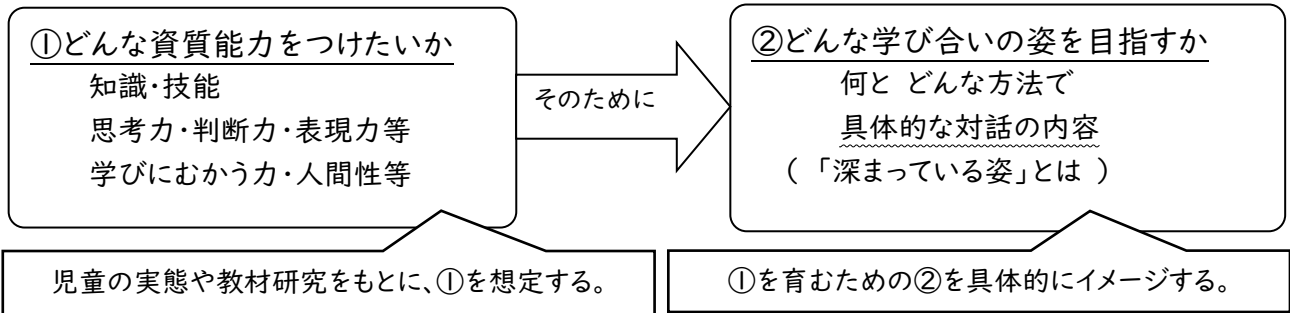 ①どんな資質能力をつけたいか
知識・技能
思考力・判断力・表現力等
学びにむかう力・人間性等
そのために
②どんな学び合いの姿を目指すか
何と どんな方法で
具体的な対話の内容
(「深まっている姿」とは )
児童の実態や教材研究をもとに、①を想定する。
①を育むための②を具体的にイメージする。